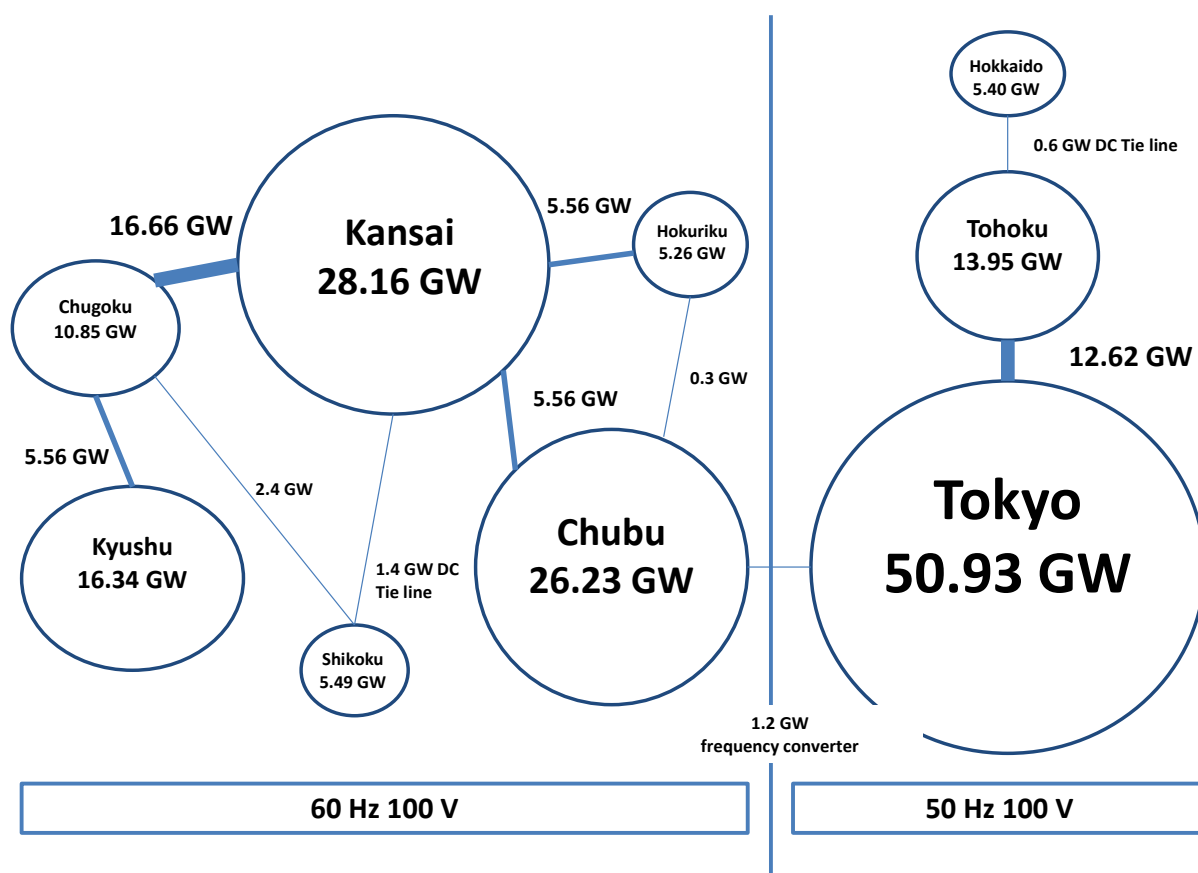 Hokkaido
5.40 GW
0.6 GW DC Tie line
Tohoku
13.95 GW
12.62 GW
Tokyo
50.93 GW
Kansai
28.16 GW
16.66 GW
5.56 GW
Hokuriku
5.26 GW
Chugoku
10.85 GW
0.3 GW
5.56 GW
5.56 GW
2.4 GW
Kyushu
16.34 GW
1.4 GW DC
Tie line
Chubu
26.23 GW
Shikoku
5.49 GW
1.2 GW
frequency converter
60 Hz 100 V
50 Hz 100 V